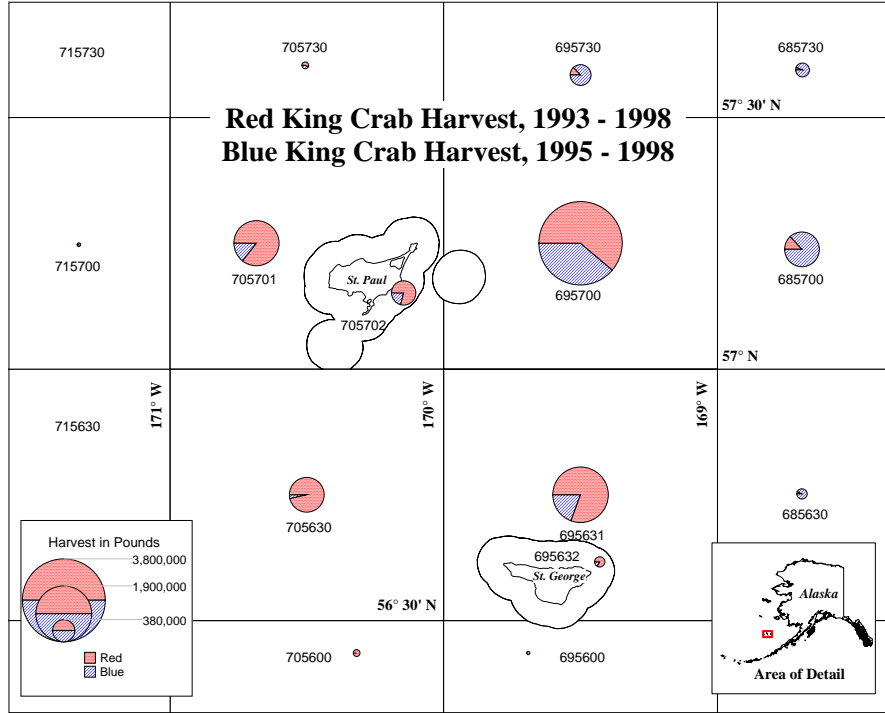 715730
705730
695730
685730
57° 30' N
Red King Crab Harvest, 1993 - 1998
Blue King Crab Harvest, 1995 - 1998
715700
705701
St. Paul
705702
695700
685700
57° N
171° W
170° W
169° W
715630
705630
695631
685630
695632
St. George
56° 30' N
705600
695600
Harvest in Pounds
3,800,000
1,900,000
380,000
Red
Blue
Alaska
Area of Detail